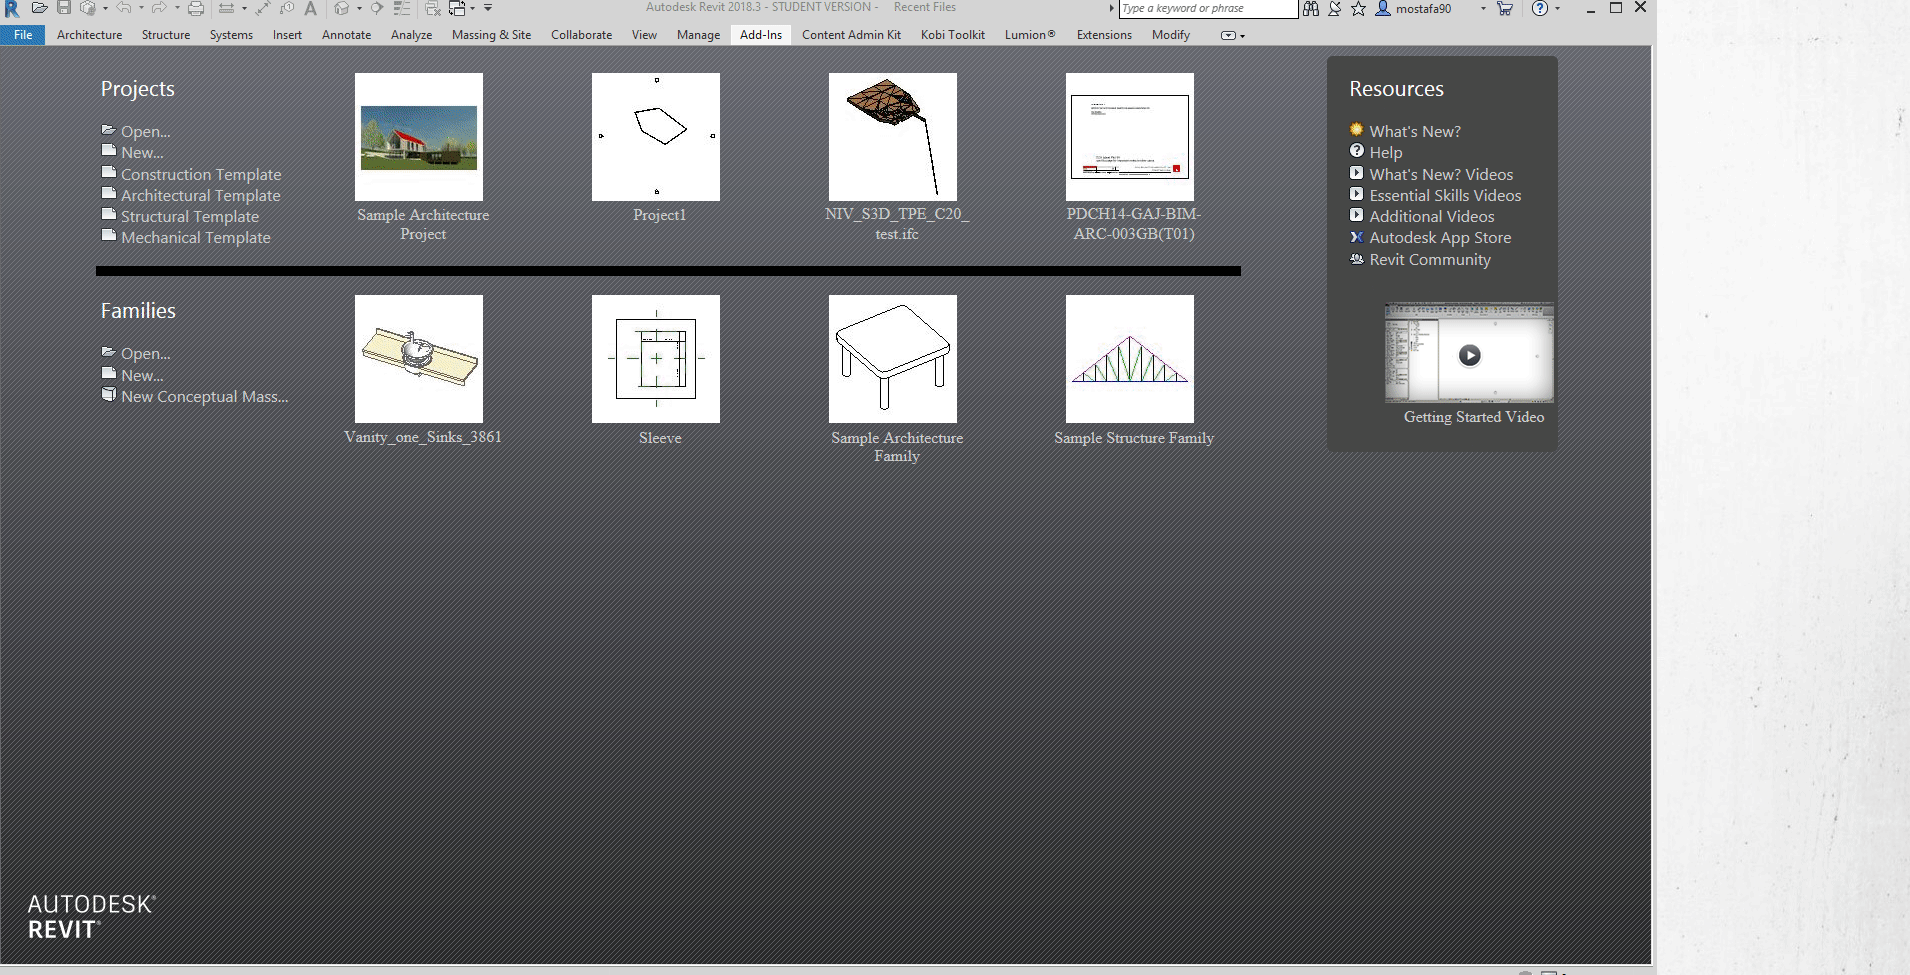 Autodesk Revit 2018.3 - STUDENT VERSION - Recent Files
Type a keyword or phrase
mostafa90
File Architecture Structure Systems Insert Annotate Analyze Massing & Site Collaborate View Manage Add-Ins Content Admin Kit Kobi Toolkit Lumion® Extensions Modify
Projects
Open...
New...
Construction Template
Architectural Template
Structural Template
Mechanical Template
Sample Architecture
Project
Project1
NIV_S3D_TPE_C20_
test.ifc
PDCH14-GAJ-BIM-
ARC-003GB(T01)
Families
Open...
New...
New Conceptual Mass...
Vanity_one_Sinks_3861
Sleeve
Sample Architecture
Family
Sample Structure Family
Resources
What's New?
Help
What's New? Videos
Essential Skills Videos
Additional Videos
Autodesk App Store
Revit Community
Getting Started Video
AUTODESK®
REVIT®